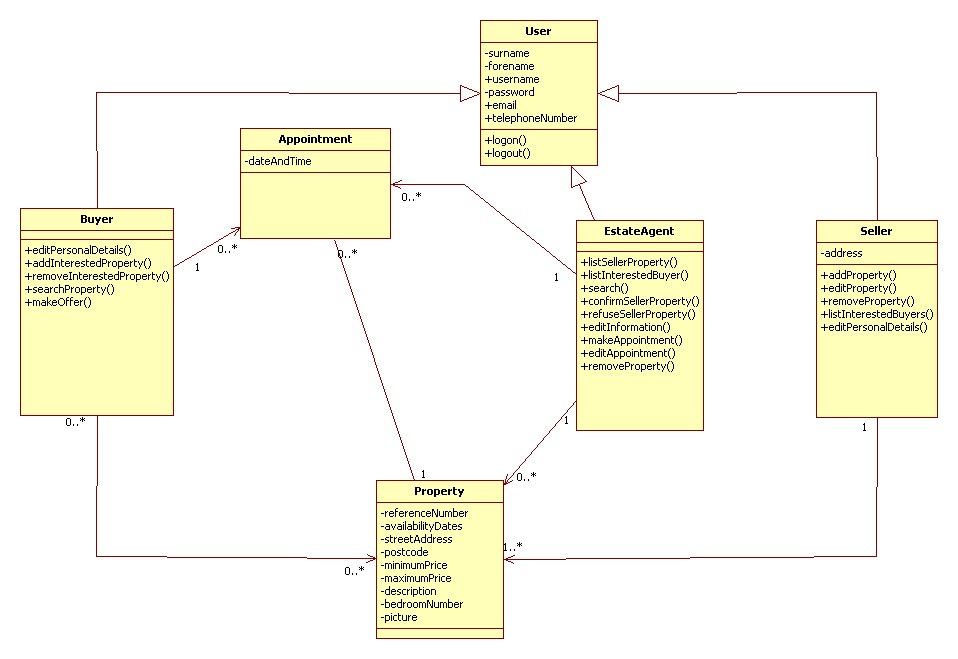 User
-surname
-forename
+username
-password
+email
+telephoneNumber
+logon()
+logout()
Appointment
-dateAndTime
0..*
0..*
0..*
1
Buyer
+editPersonalDetails()
+addInterestedProperty()
+removeInterestedProperty()
+searchProperty()
+makeOffer()
0..*
EstateAgent
+listSellerProperty()
+listInterestedBuyer()
+search()
+confirmSellerProperty()
+refuseSellerProperty()
+editInformation()
+makeAppointment()
+editAppointment()
+removeProperty()
1
1
Seller
-address
+addProperty()
+editProperty()
+removeProperty()
+listInterestedBuyers()
+editPersonalDetails()
1
1
0..*
Property
-referenceNumber
-availabilityDates
-streetAddress
-postcode
-minimumPrice
-maximumPrice
-description
-bedroomNumber
-picture
1..*
0..*